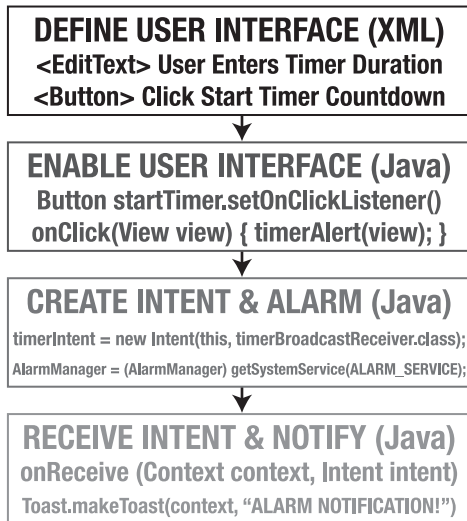 DEFINE USER INTERFACE (XML)
<EditText> User Enters Timer Duration
<Button> Click Start Timer Countdown
ENABLE USER INTERFACE (Java)
Button startTimer.setOnClickListener()
onClick(View view) { timerAlert(view); }
CREATE INTENT & ALARM (Java)
timerIntent = new Intent(this, timerBroadcastReceiver.class);
AlarmManager = (AlarmManager) getSystemService(ALARM_SERVICE);
RECEIVE INTENT & NOTIFY (Java)
onReceive (Context context, Intent intent)
Toast.makeToast(context, “ALARM NOTIFICATION!”)